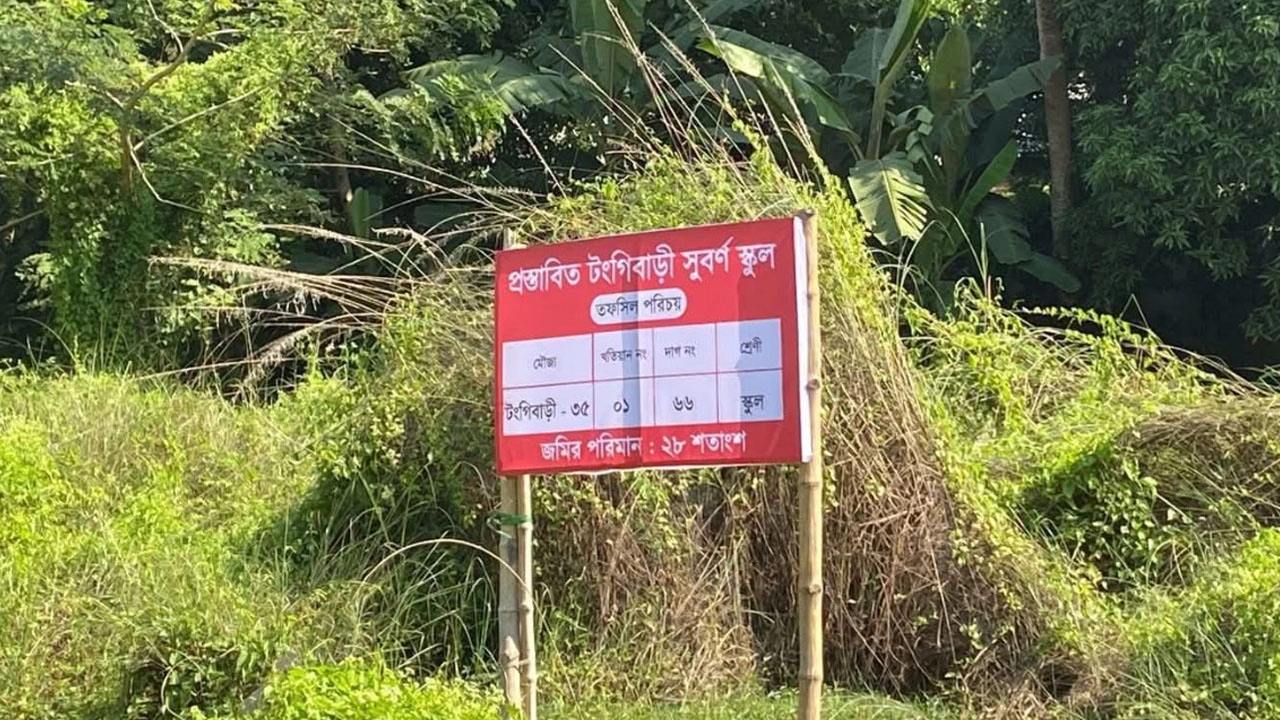 প্রস্তাবিত টংগিবাড়ী সুবর্ণ স্কুল
তফসিল পরিচয়
মৌজা খতিয়ান নং দাগ নং শ্রেণী
টংগিবাড়ী - ৩৫ ০১ ৬৬ স্কুল
জমির পরিমান : ২৮ শতাংশ